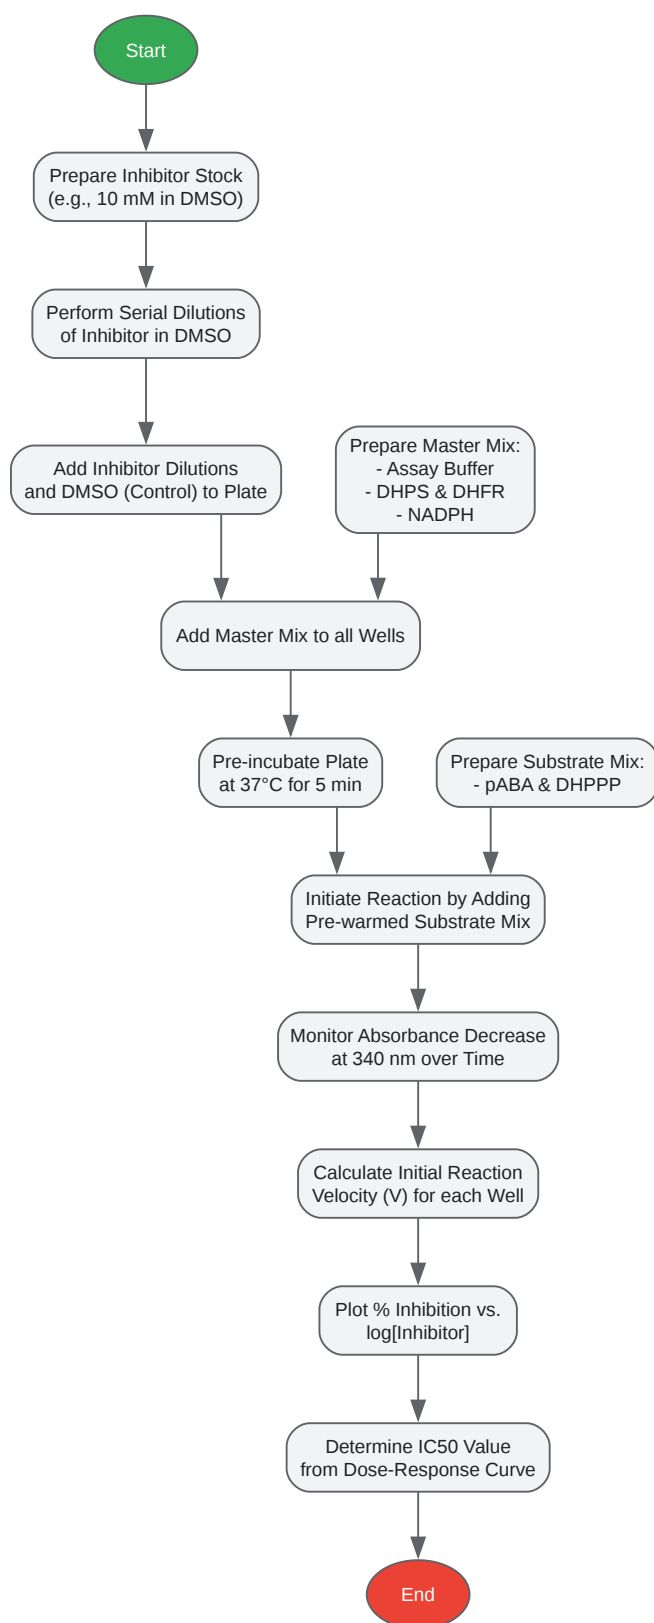 Start
Prepare Inhibitor Stock
(e.g., 10 mM in DMSO)
Perform Serial Dilutions
of Inhibitor in DMSO
Add Inhibitor Dilutions
and DMSO (Control) to Plate
Prepare Master Mix:
- Assay Buffer
- DHPS & DHFR
- NADPH
Add Master Mix to all Wells
Pre-incubate Plate
at 37°C for 5 min
Prepare Substrate Mix:
- pABA & DHPPP
Initiate Reaction by Adding
Pre-warmed Substrate Mix
Monitor Absorbance Decrease
at 340 nm over Time
Calculate Initial Reaction
Velocity (V) for each Well
Plot % Inhibition vs.
log[Inhibitor]
Determine IC50 Value
from Dose-Response Curve
End